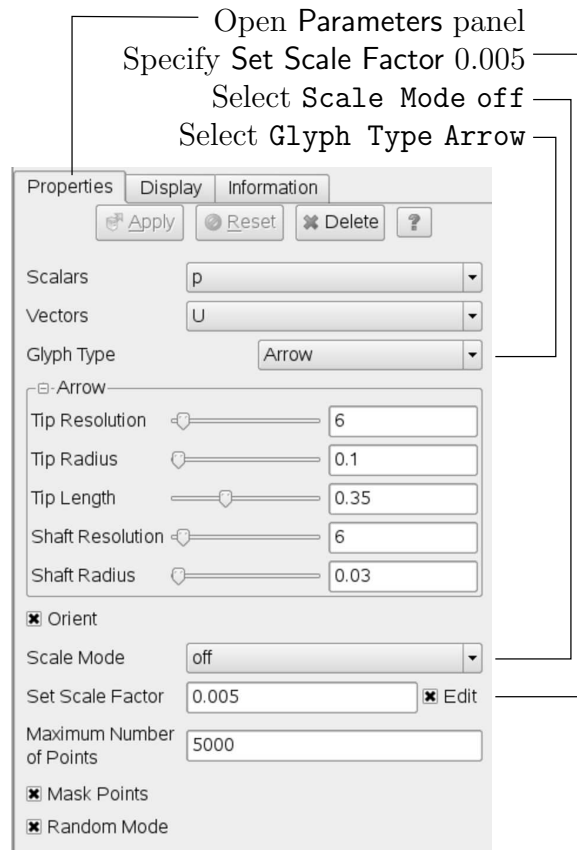 Open Parameters panel
Specify Set Scale Factor 0.005
Select Scale Mode off
Select Glyph Type Arrow
Properties Display Information
Apply Reset Delete ?
Scalars p
Vectors U
Glyph Type Arrow
Arrow
Tip Resolution 6
Tip Radius 0.1
Tip Length 0.35
Shaft Resolution 6
Shaft Radius 0.03
Orient
Scale Mode off
Set Scale Factor 0.005 Edit
Maximum Number
of Points 5000
Mask Points
Random Mode